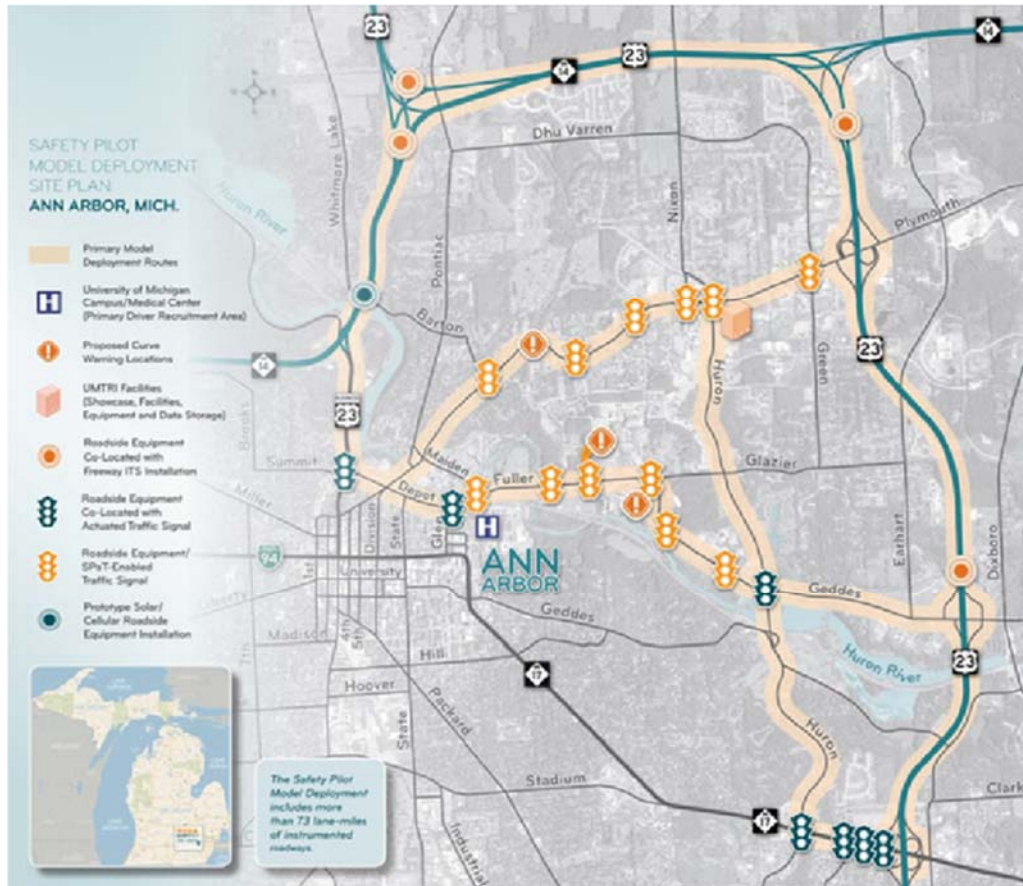 23
14
23
14
SAFETY PILOT
MODEL DEPLOYMENT
SITE PLAN:
ANN ARBOR, MICH.
Primary Model
Deployment Routes
University of Michigan
Campus/Medical Center
(Primary Driver Recruitment Area)
H
Proposed Curve
Warning Locations
!
UMTRI Facilities
(Showcase, Facilities,
Equipment and Data Storage)
Roadside Equipment
Co-Located with
Freeway ITS Installation
Roadside Equipment
Co-Located with
Actuated Traffic Signal
Roadside Equipment/
SPaT-Enabled
Traffic Signal
Prototype Solar/
Cellular Roadside
Equipment Installation
Whitmore Lake
Huron River
Pontiac
Dhu Varren
Nixon
Plymouth
Barton
!
14
23
23
Huron
Green
Brooks
Summit
Maiden
!
Glazier
Fuller
Depot
!
Miller
Division
State
Glen
H
ANN
ARBOR
Earhart
Dixboro
94
1st
University
Liberty
Geddes
Geddes
Madison
4th
5th
7th
Hill
17
Huron River
23
Hoover
State
Packard
Huron
Stadium
Clark
17
Industrial
The Safety Pilot
Model Deployment
includes more
than 73 lane-miles
of instrumented
roadways.